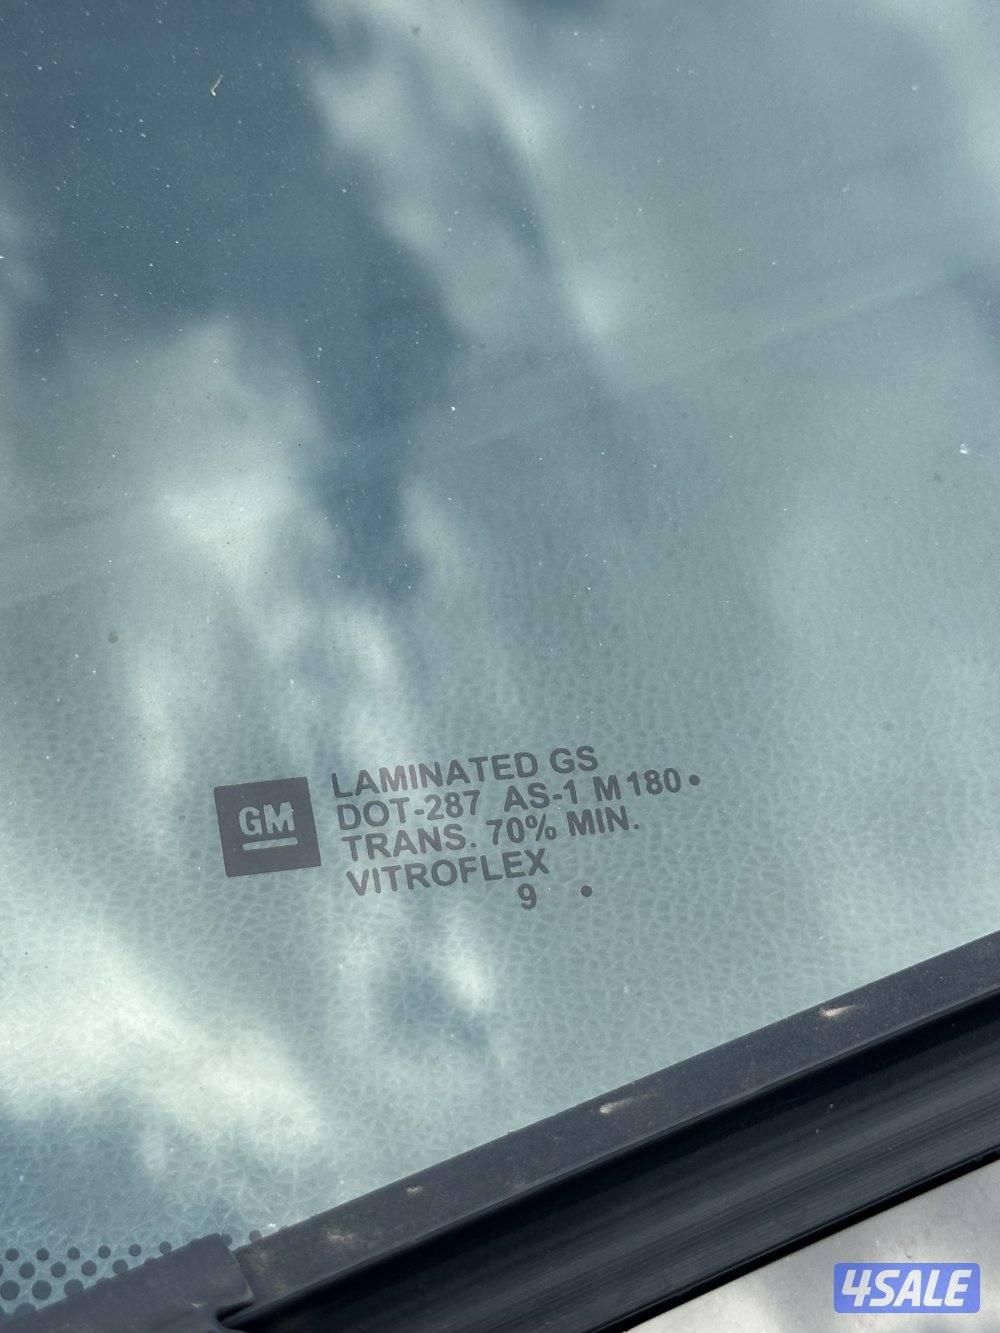 GM
LAMINATED GS
DOT-287 AS-1 M180•
TRANS. 70% MIN.
VITROFLEX
9 •
4SALE